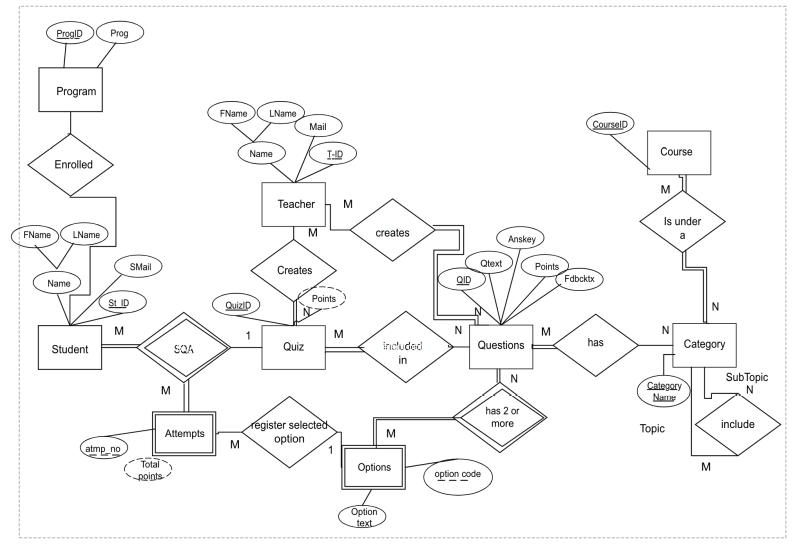 ProgID Prog
Program
Enrolled
FName LName
Name
SMail
St_ID
Student
M
SQA
1
M
FName LName
Mail
Name
T-ID
Teacher
M
M
Creates
creates
N
QuizID
Points
Quiz
M
included
in
N
N
Anskey
Qtext
Points
QID
Fdbcktx
Questions
M
has
N
N
CourseID
Course
M
Is under
a
N
Category
Category
Name
SubTopic
N
Topic
include
M
has 2 or
more
M
Attempts
atmp_no
Total
points
M
register selected
option
1
Options
option code
Option
text